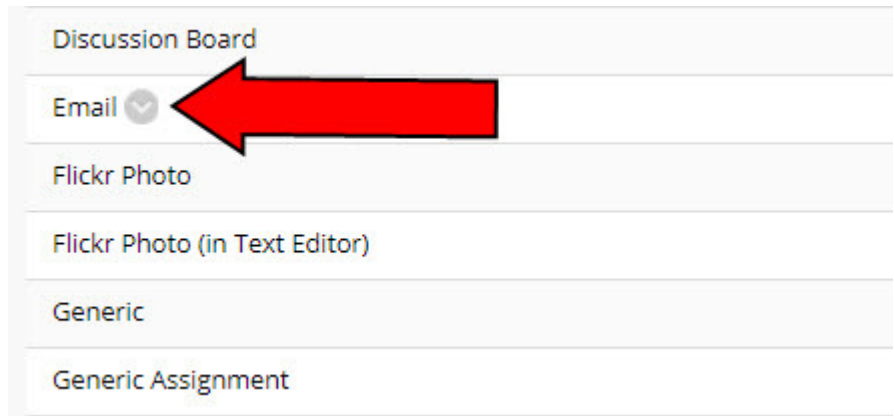 Discussion Board
Email
Flickr Photo
Flickr Photo (in Text Editor)
Generic
Generic Assignment